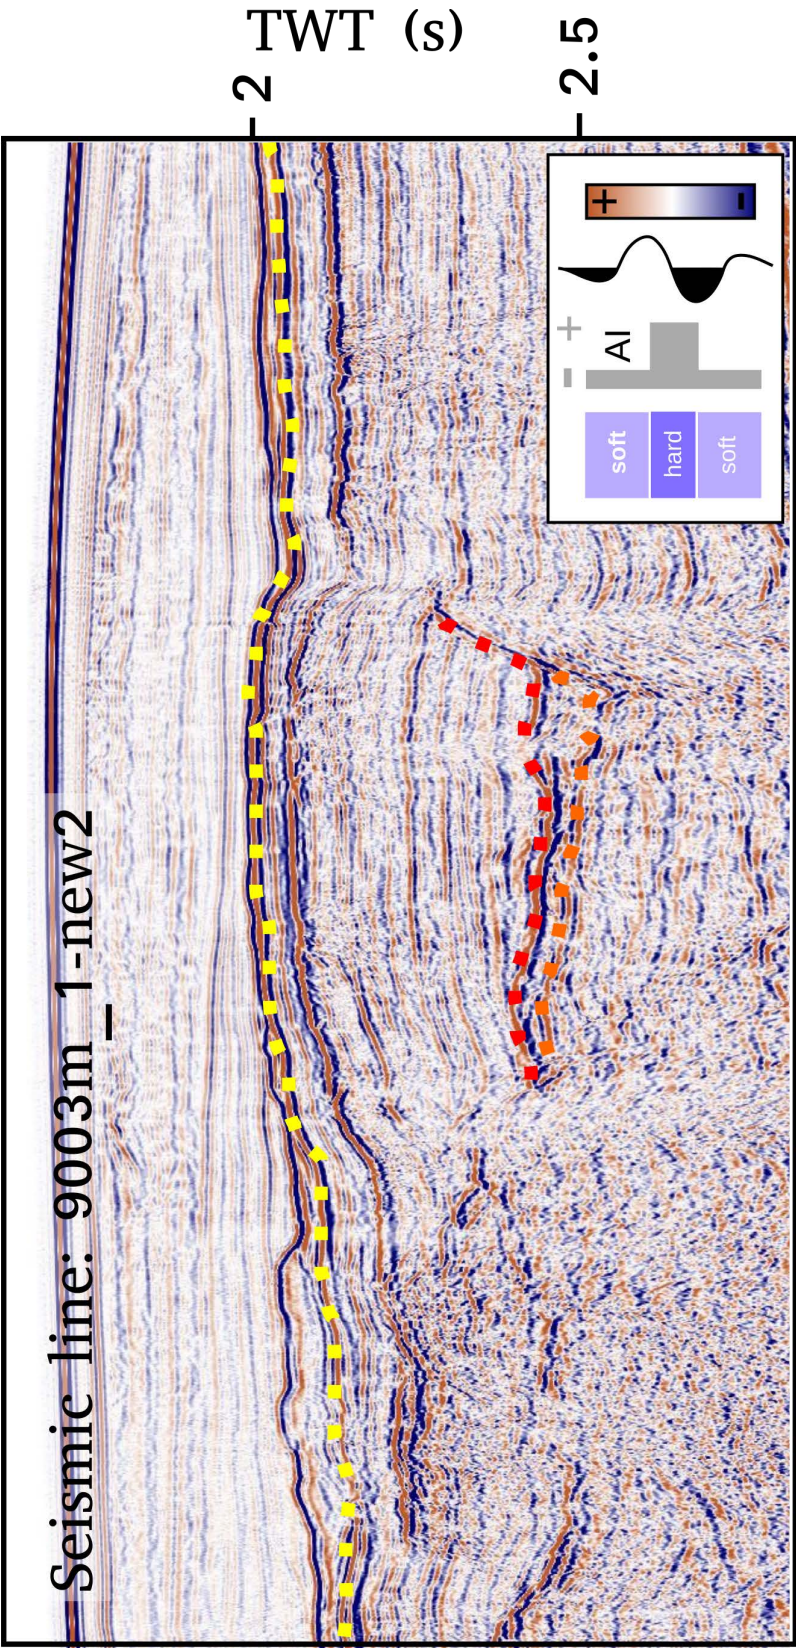 TWT (s)
2
2.5
Seismic line: 9003m_1-new2
soft
hard
soft
- +
AI
+
-